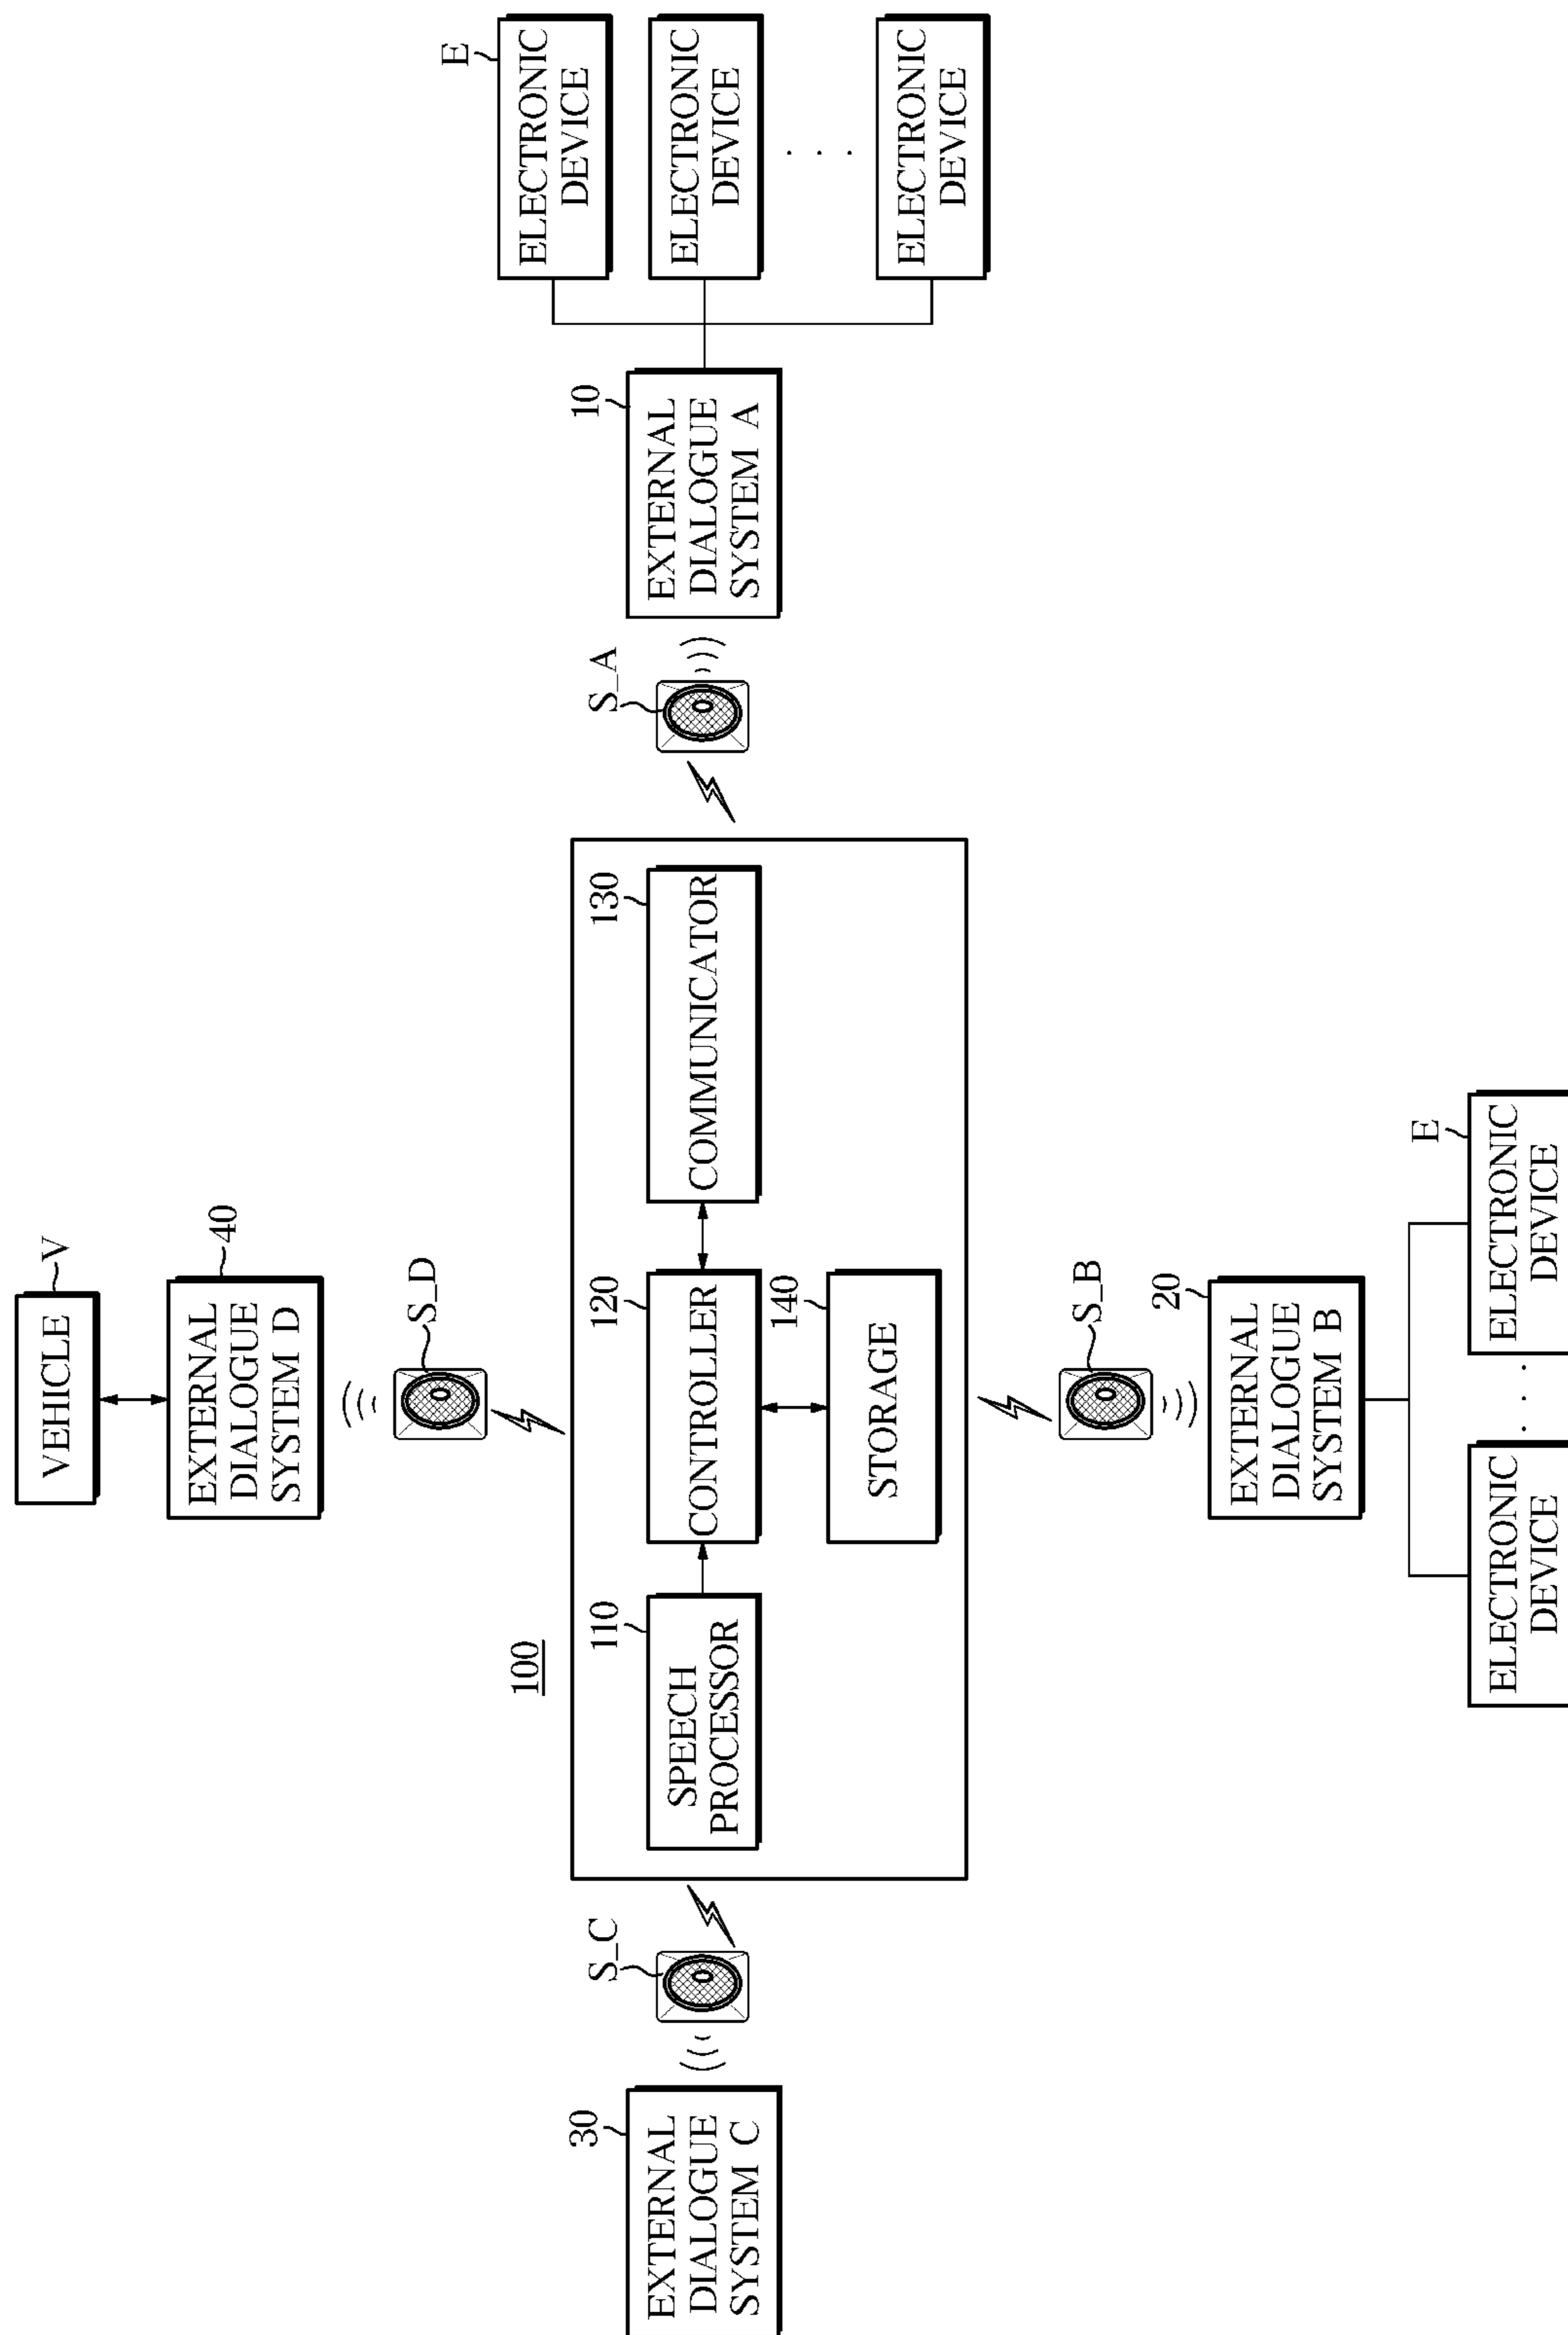 VEHICLE
V
EXTERNAL
DIALOGUE
SYSTEM D
40
S_D
E
ELECTRONIC
DEVICE
100
30
EXTERNAL
DIALOGUE
SYSTEM C
S_C
110
SPEECH
PROCESSOR
120
CONTROLLER
130
COMMUNICATOR
S_A
10
EXTERNAL
DIALOGUE
SYSTEM A
ELECTRONIC
DEVICE
. . .
ELECTRONIC
DEVICE
140
STORAGE
S_B
20
EXTERNAL
DIALOGUE
SYSTEM B
ELECTRONIC
DEVICE
. . .
E
ELECTRONIC
DEVICE